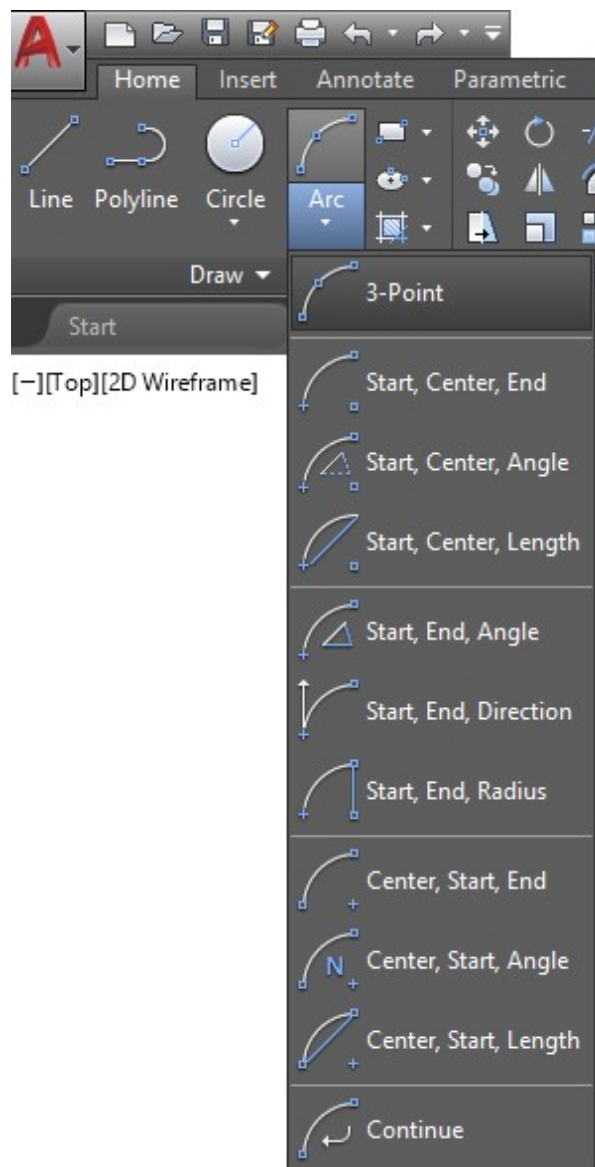 A
Home Insert Annotate Parametric
Line Polyline Circle Arc
Draw
Start
[−][Top][2D Wireframe]
3-Point
Start, Center, End
Start, Center, Angle
Start, Center, Length
Start, End, Angle
Start, End, Direction
Start, End, Radius
Center, Start, End
N
Center, Start, Angle
Center, Start, Length
Continue